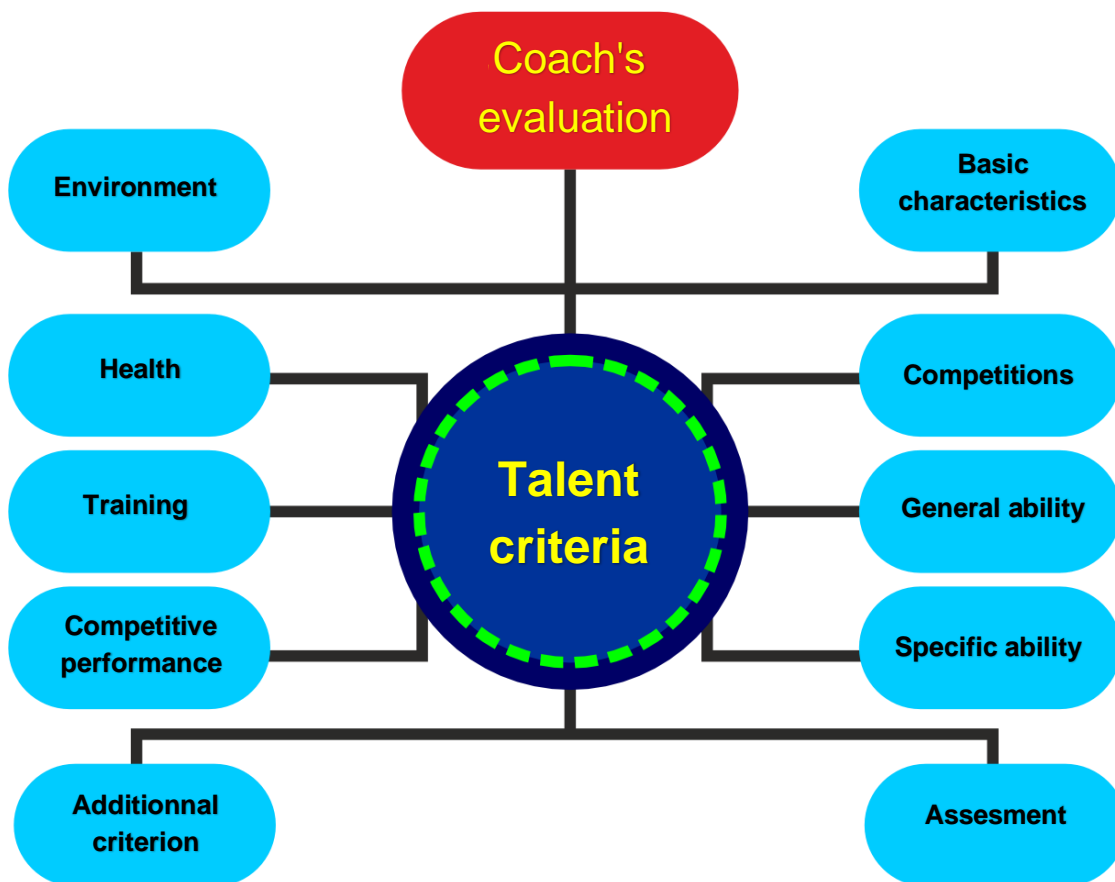 Coach's
evaluation
Environment
Basic
characteristics
Health
Competitions
Training
Talent
criteria
General ability
Competitive
performance
Specific ability
Additionnal
criterion
Assesment